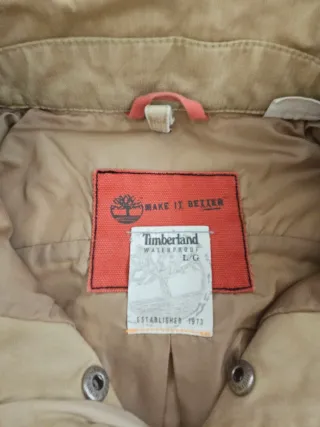 MAKE IT BETTER
Timberland
WATERPROOF
L/G
ESTABLISHED 1973